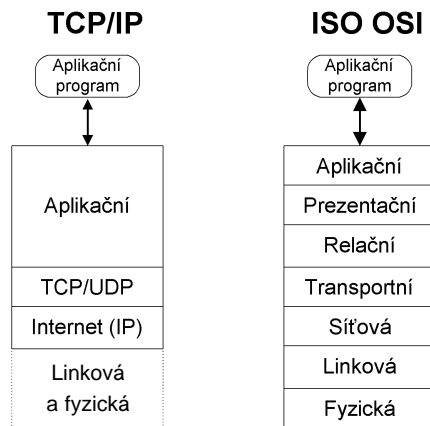 TCP/IP
Aplikační
program
Aplikační
TCP/UDP
Internet (IP)
Linková
a fyzická
ISO OSI
Aplikační
program
Aplikační
Prezentační
Relační
Transportní
Síťová
Linková
Fyzická